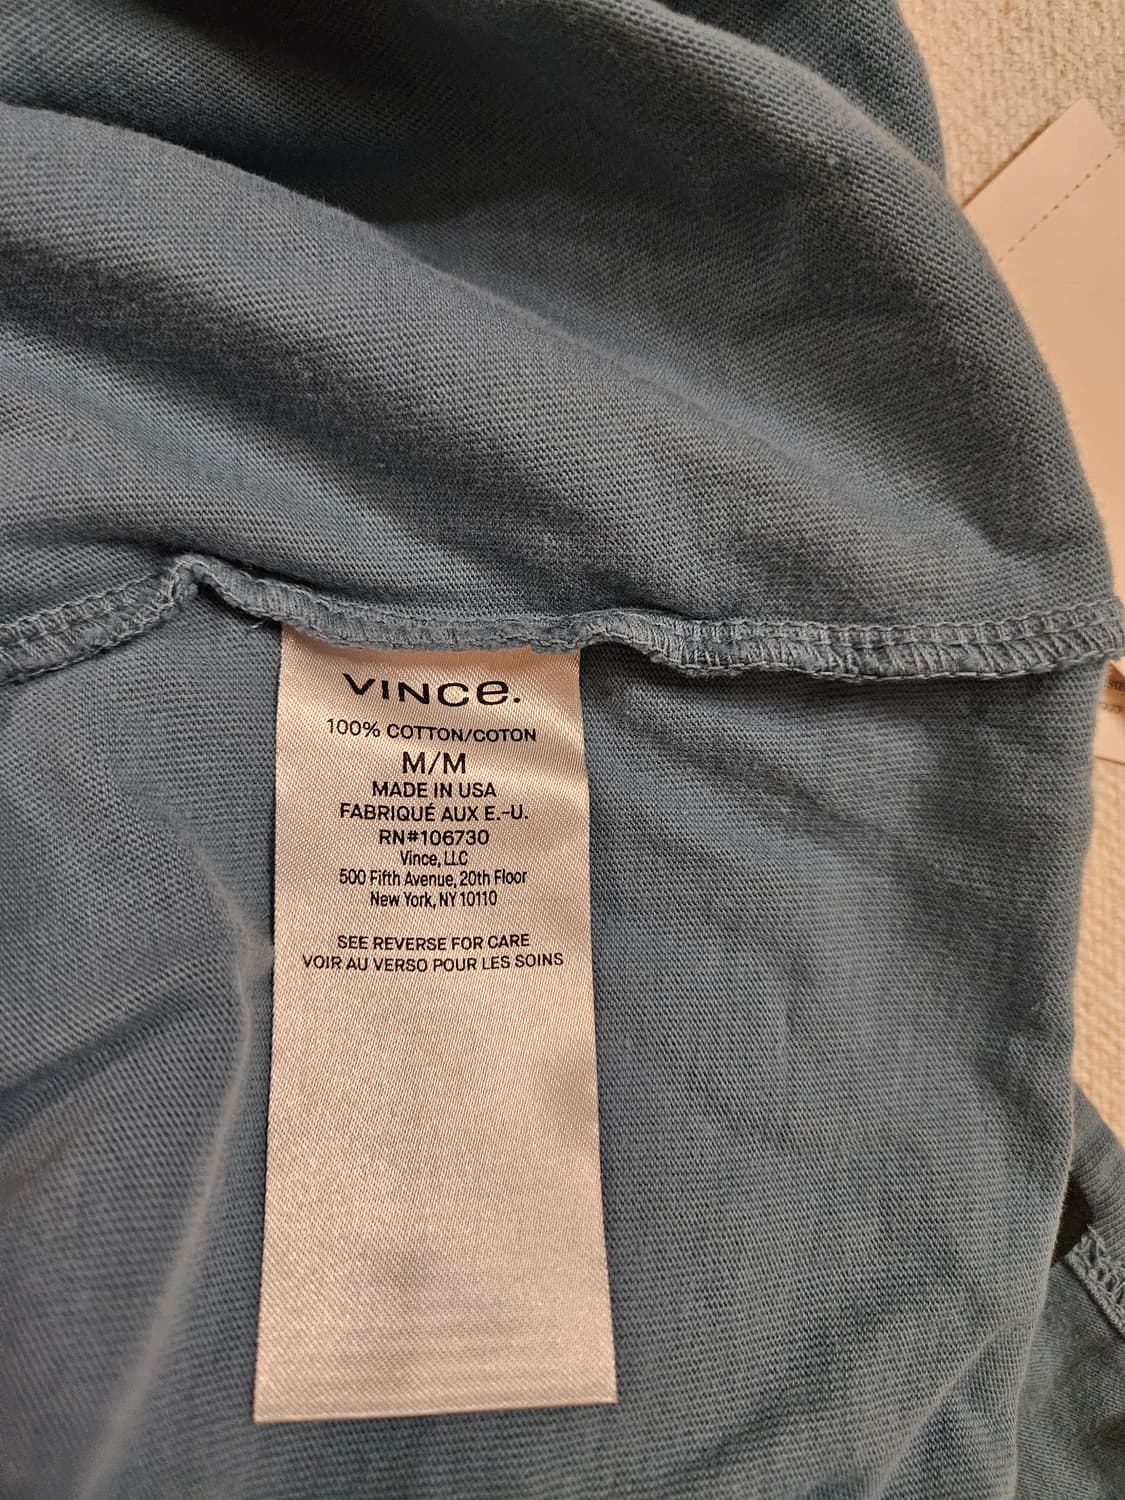 VINCe.
100% COTTON/COTON
M/M
MADE IN USA
FABRIQUÉ AUX E.-U.
RN#106730
Vince, LLC
500 Fifth Avenue, 20th Floor
New York, NY 10110
SEE REVERSE FOR CARE
VOIR AU VERSO POUR LES SOINS